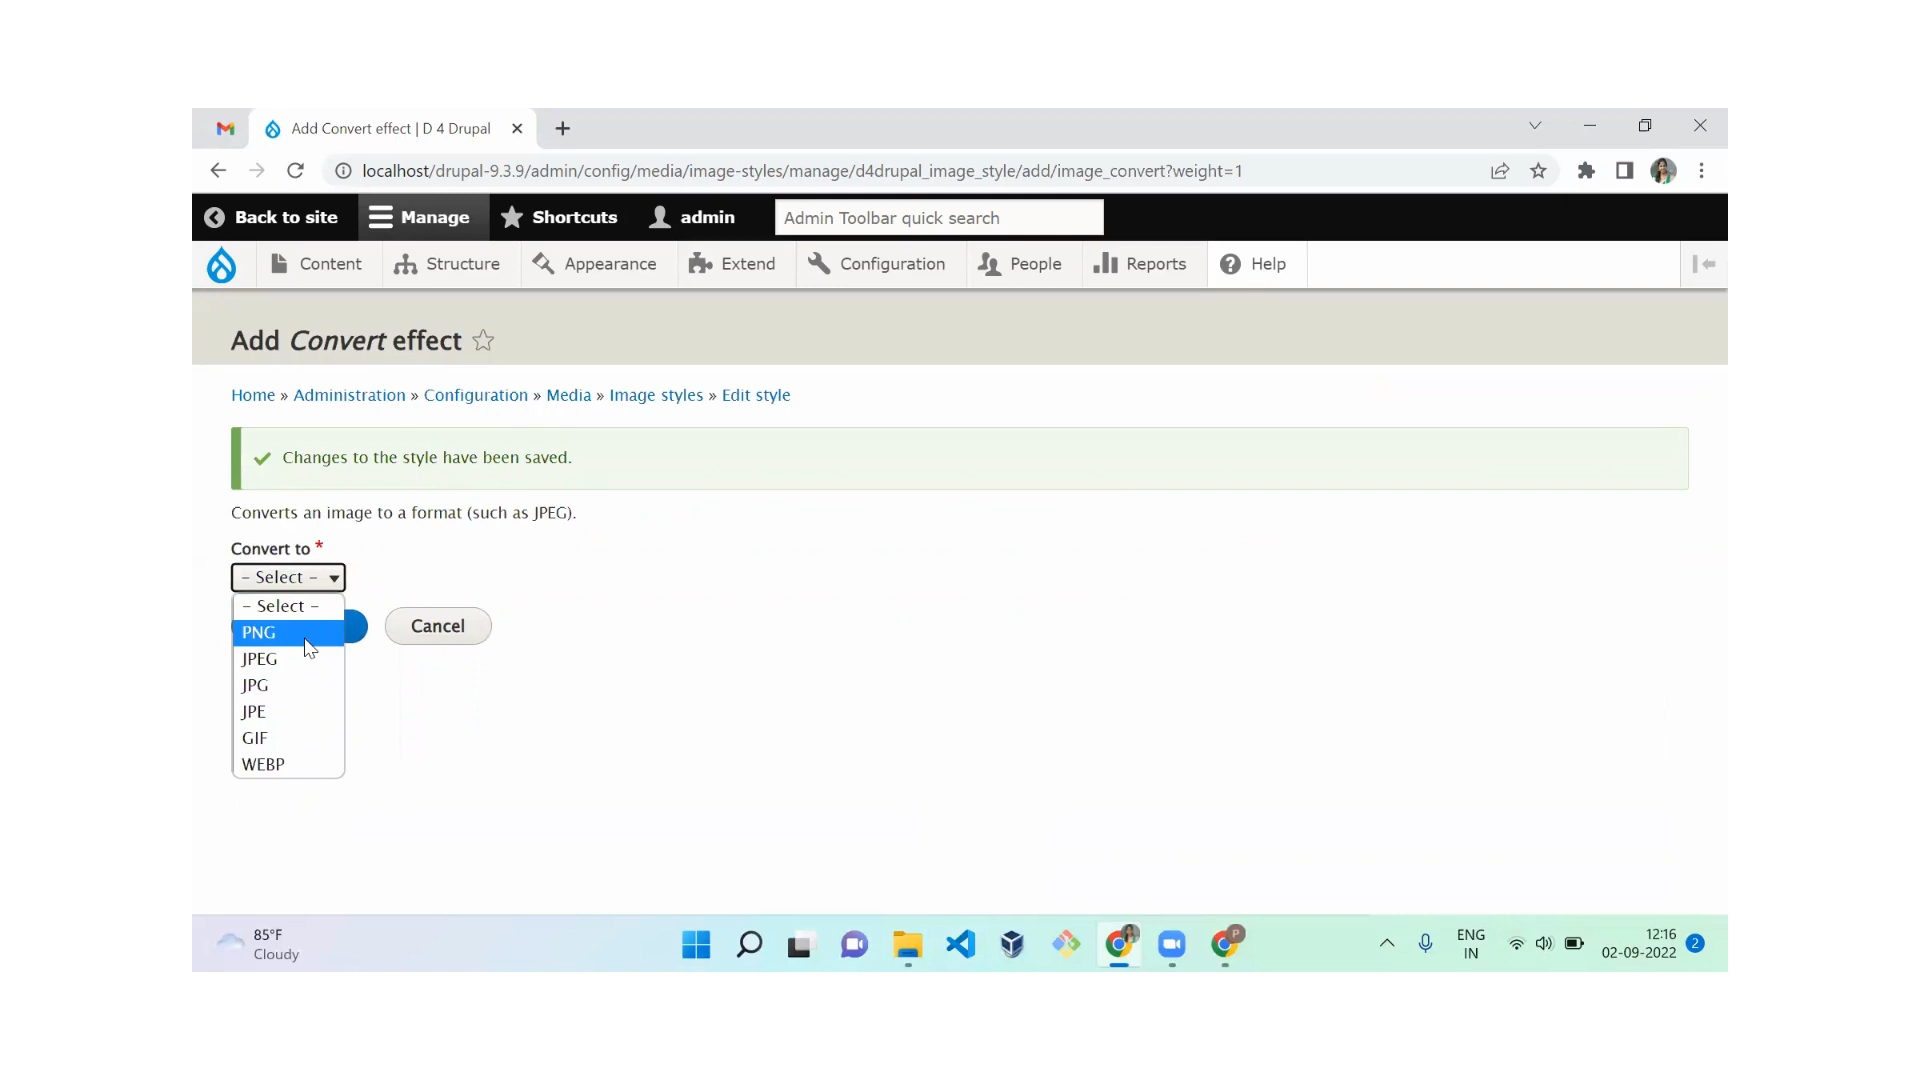 Add Convert effect | D 4 Drupal
localhost/drupal-9.3.9/admin/config/media/image-styles/manage/d4drupal_image_style/add/image_convert?weight=1
Back to site Manage Shortcuts admin Admin Toolbar quick search
Content Structure Appearance Extend Configuration People Reports Help
Add Convert effect
Home » Administration » Configuration » Media » Image styles » Edit style
Changes to the style have been saved.
Converts an image to a format (such as JPEG).
Convert to *
- Select -
- Select -
PNG
Cancel
JPEG
JPG
JPE
GIF
WEBP
85°F
Cloudy
P
ENG
IN
12:16
02-09-2022
2